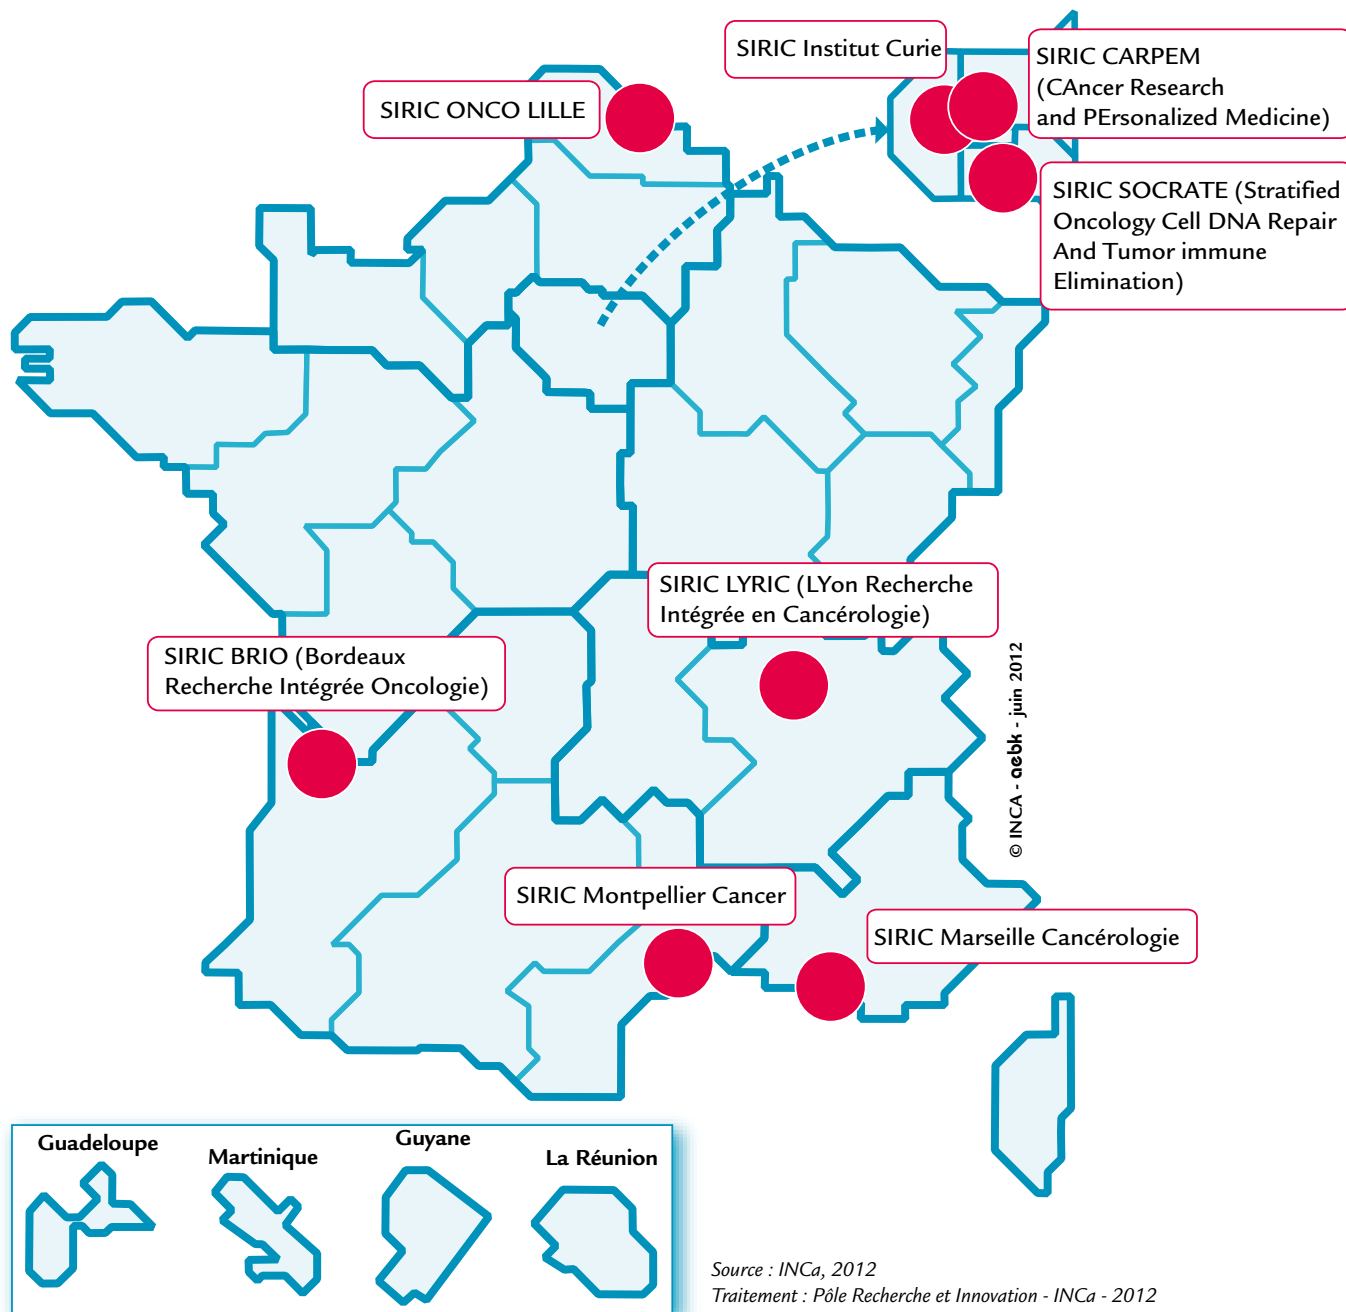 SIRIC Institut Curie
SIRIC CARPEM
(CAncer Research
and PErsonalized Medicine)
SIRIC ONCO LILLE
SIRIC SOCRATE (Stratified
Oncology Cell DNA Repair
And Tumor immune
Elimination)
SIRIC LYRIC (LYon Recherche
Intégrée en Cancérologie)
SIRIC BRIO (Bordeaux
Recherche Intégrée Oncologie)
© INCA - aebk - juin 2012
SIRIC Montpellier Cancer
SIRIC Marseille Cancérologie
Guadeloupe
Martinique
Guyane
La Réunion
Source : INCa, 2012
Traitement : Pôle Recherche et Innovation - INCa - 2012